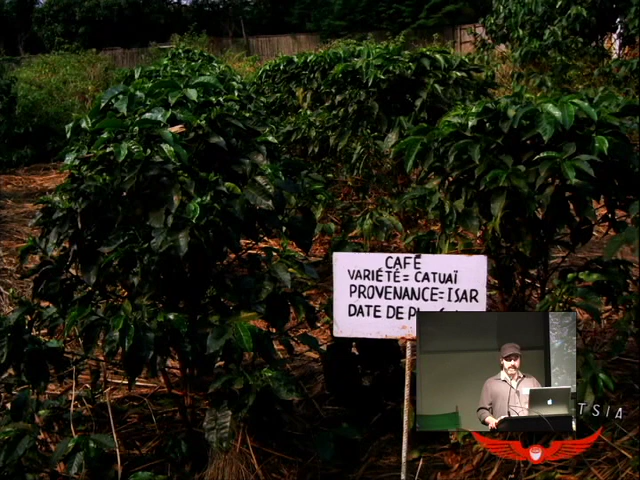 CAFÉ
VARIÉTÉ= CATUAÏ
PROVENANCE=ISAR
DATE DE
TSIA